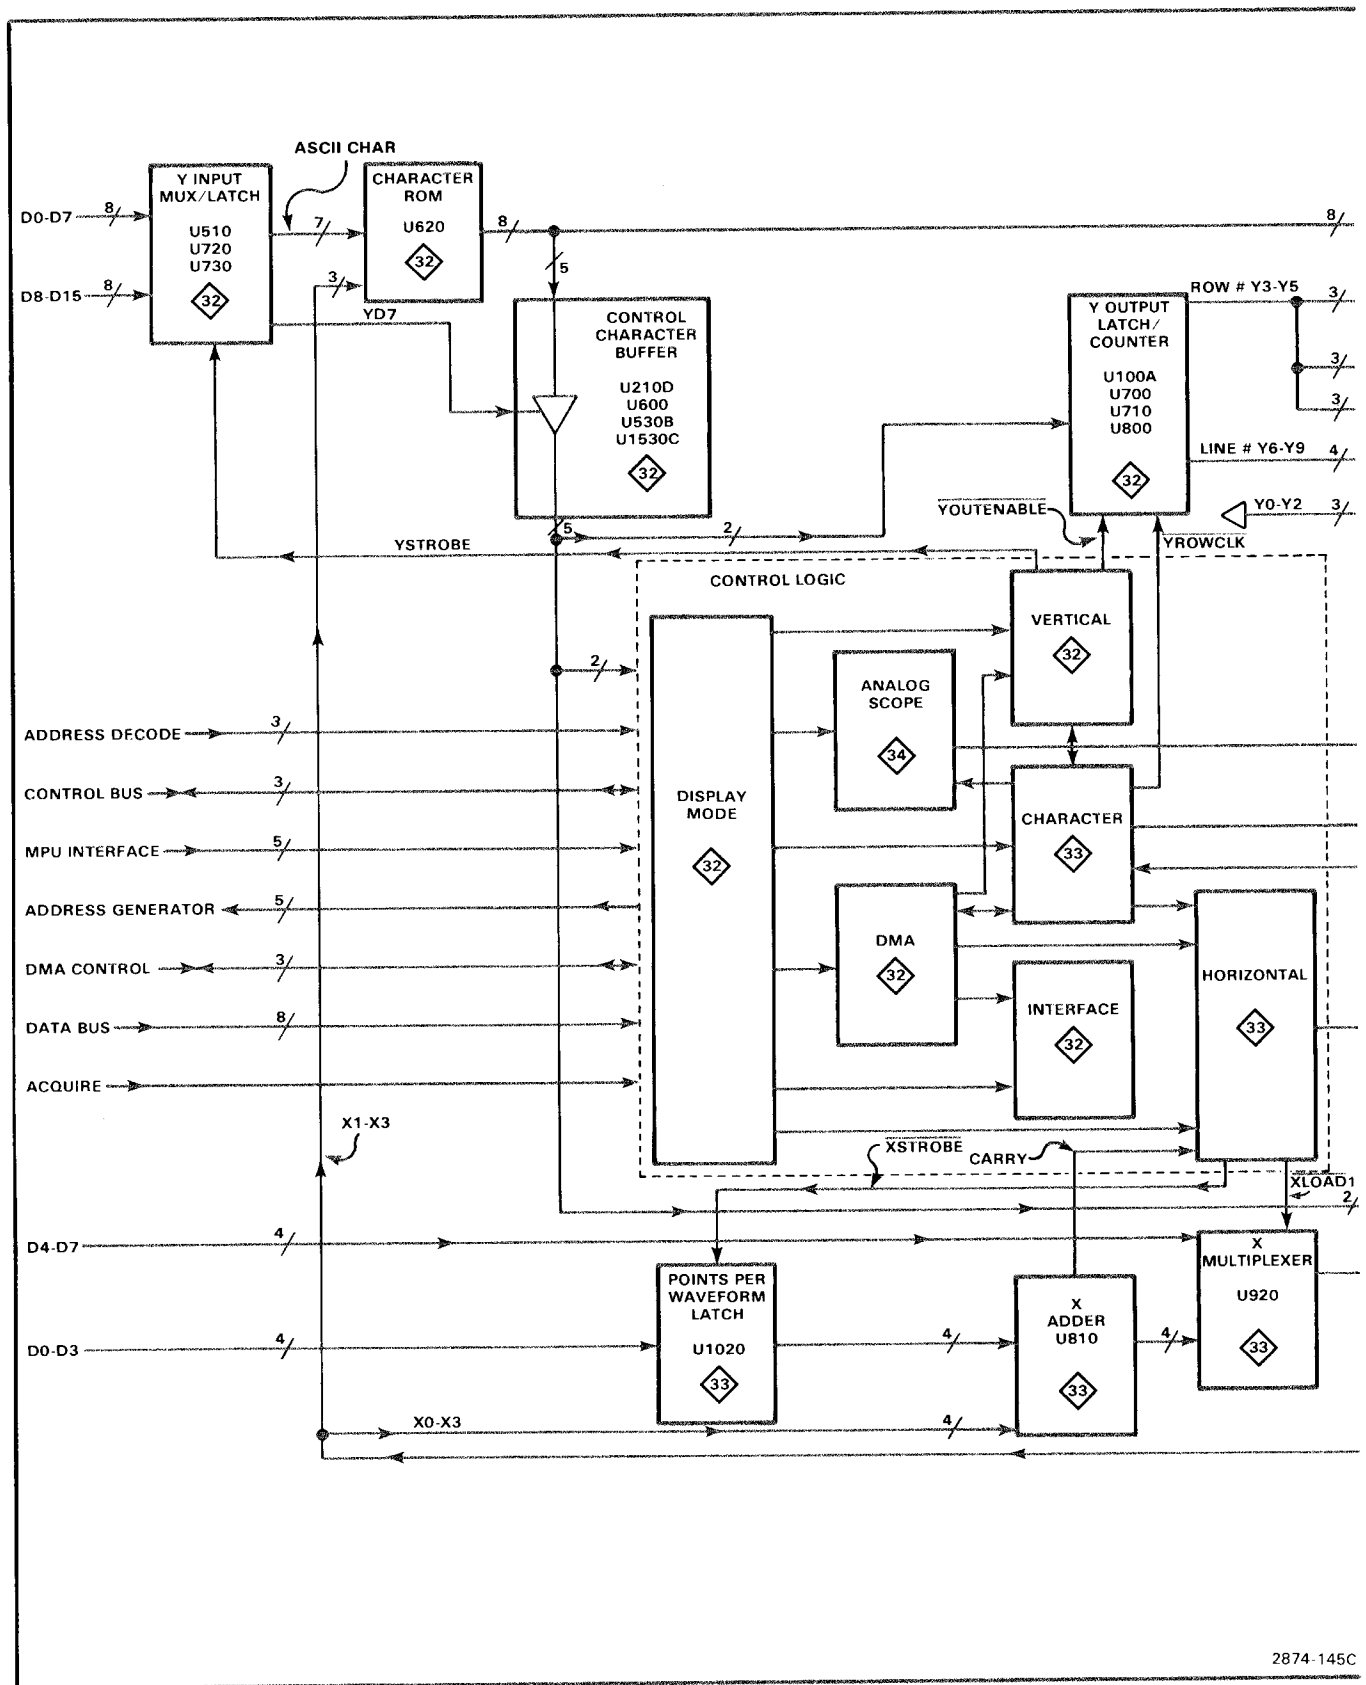 ASCII CHAR
Y INPUT
MUX/LATCH
U510
U720
U730
32
CHARACTER
ROM
U620
32
D0-D7
8
7
8
8
D8-D15
8
3
YD7
5
CONTROL
CHARACTER
BUFFER
U210D
U600
U530B
U1530C
32
5
2
Y OUTPUT
LATCH/
COUNTER
U100A
U700
U710
U800
32
ROW # Y3-Y5
3
3
3
LINE # Y6-Y9
4
Y0-Y2
3
YOUTENABLE
YROWCLK
YSTROBE
CONTROL LOGIC
VERTICAL
32
2
ANALOG
SCOPE
34
ADDRESS DECODE
3
CONTROL BUS
3
MPU INTERFACE
5
ADDRESS GENERATOR
5
DMA CONTROL
3
DATA BUS
8
ACQUIRE
DISPLAY
MODE
32
CHARACTER
33
DMA
32
INTERFACE
32
HORIZONTAL
33
X1-X3
XSTROBE
CARRY
XLOAD1
2
D4-D7
4
POINTS PER
WAVEFORM
LATCH
U1020
33
X
ADDER
U810
33
X
MULTIPLEXER
U920
33
D0-D3
4
4
4
X0-X3
4
2874-145C